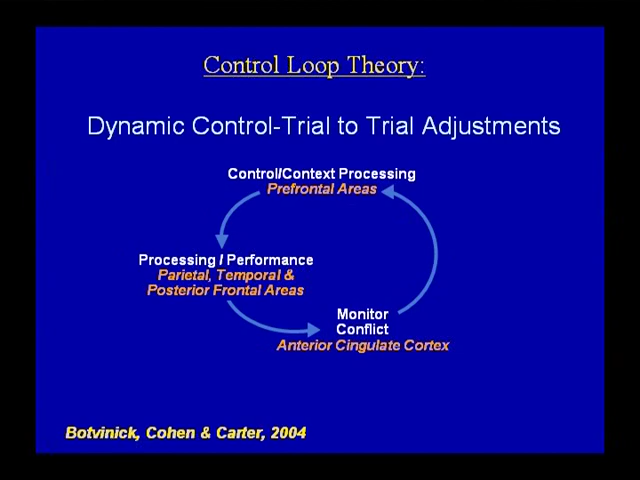 Control Loop Theory:
Dynamic Control-Trial to Trial Adjustments
Control/Context Processing
Prefrontal Areas
Processing / Performance
Parietal, Temporal &
Posterior Frontal Areas
Monitor
Conflict
Anterior Cingulate Cortex
Botvinick, Cohen & Carter, 2004